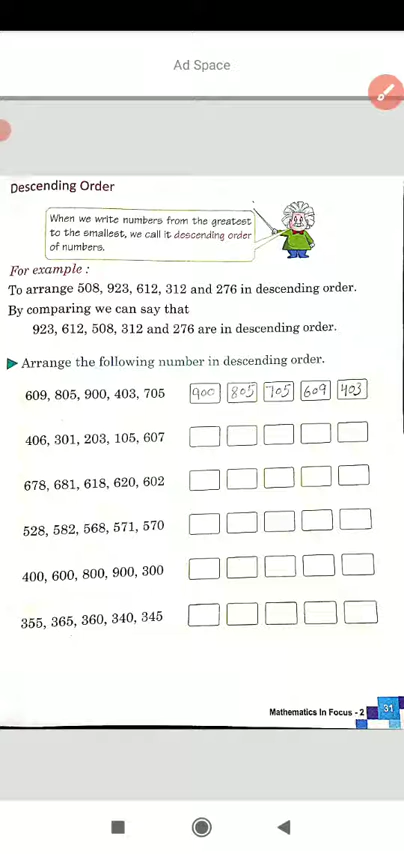 Ad Space
Descending Order
When we write numbers from the greatest
to the smallest, we call it descending order
of numbers.
For example :
To arrange 508, 923, 612, 312 and 276 in descending order.
By comparing we can say that
923, 612, 508, 312 and 276 are in descending order.
Arrange the following number in descending order.
609, 805, 900, 403, 705 900 805 705 609 403
406, 301, 203, 105, 607
678, 681, 618, 620, 602
528, 582, 568, 571, 570
400, 600, 800, 900, 300
355, 365, 360, 340, 345
Mathematics In Focus - 2 31